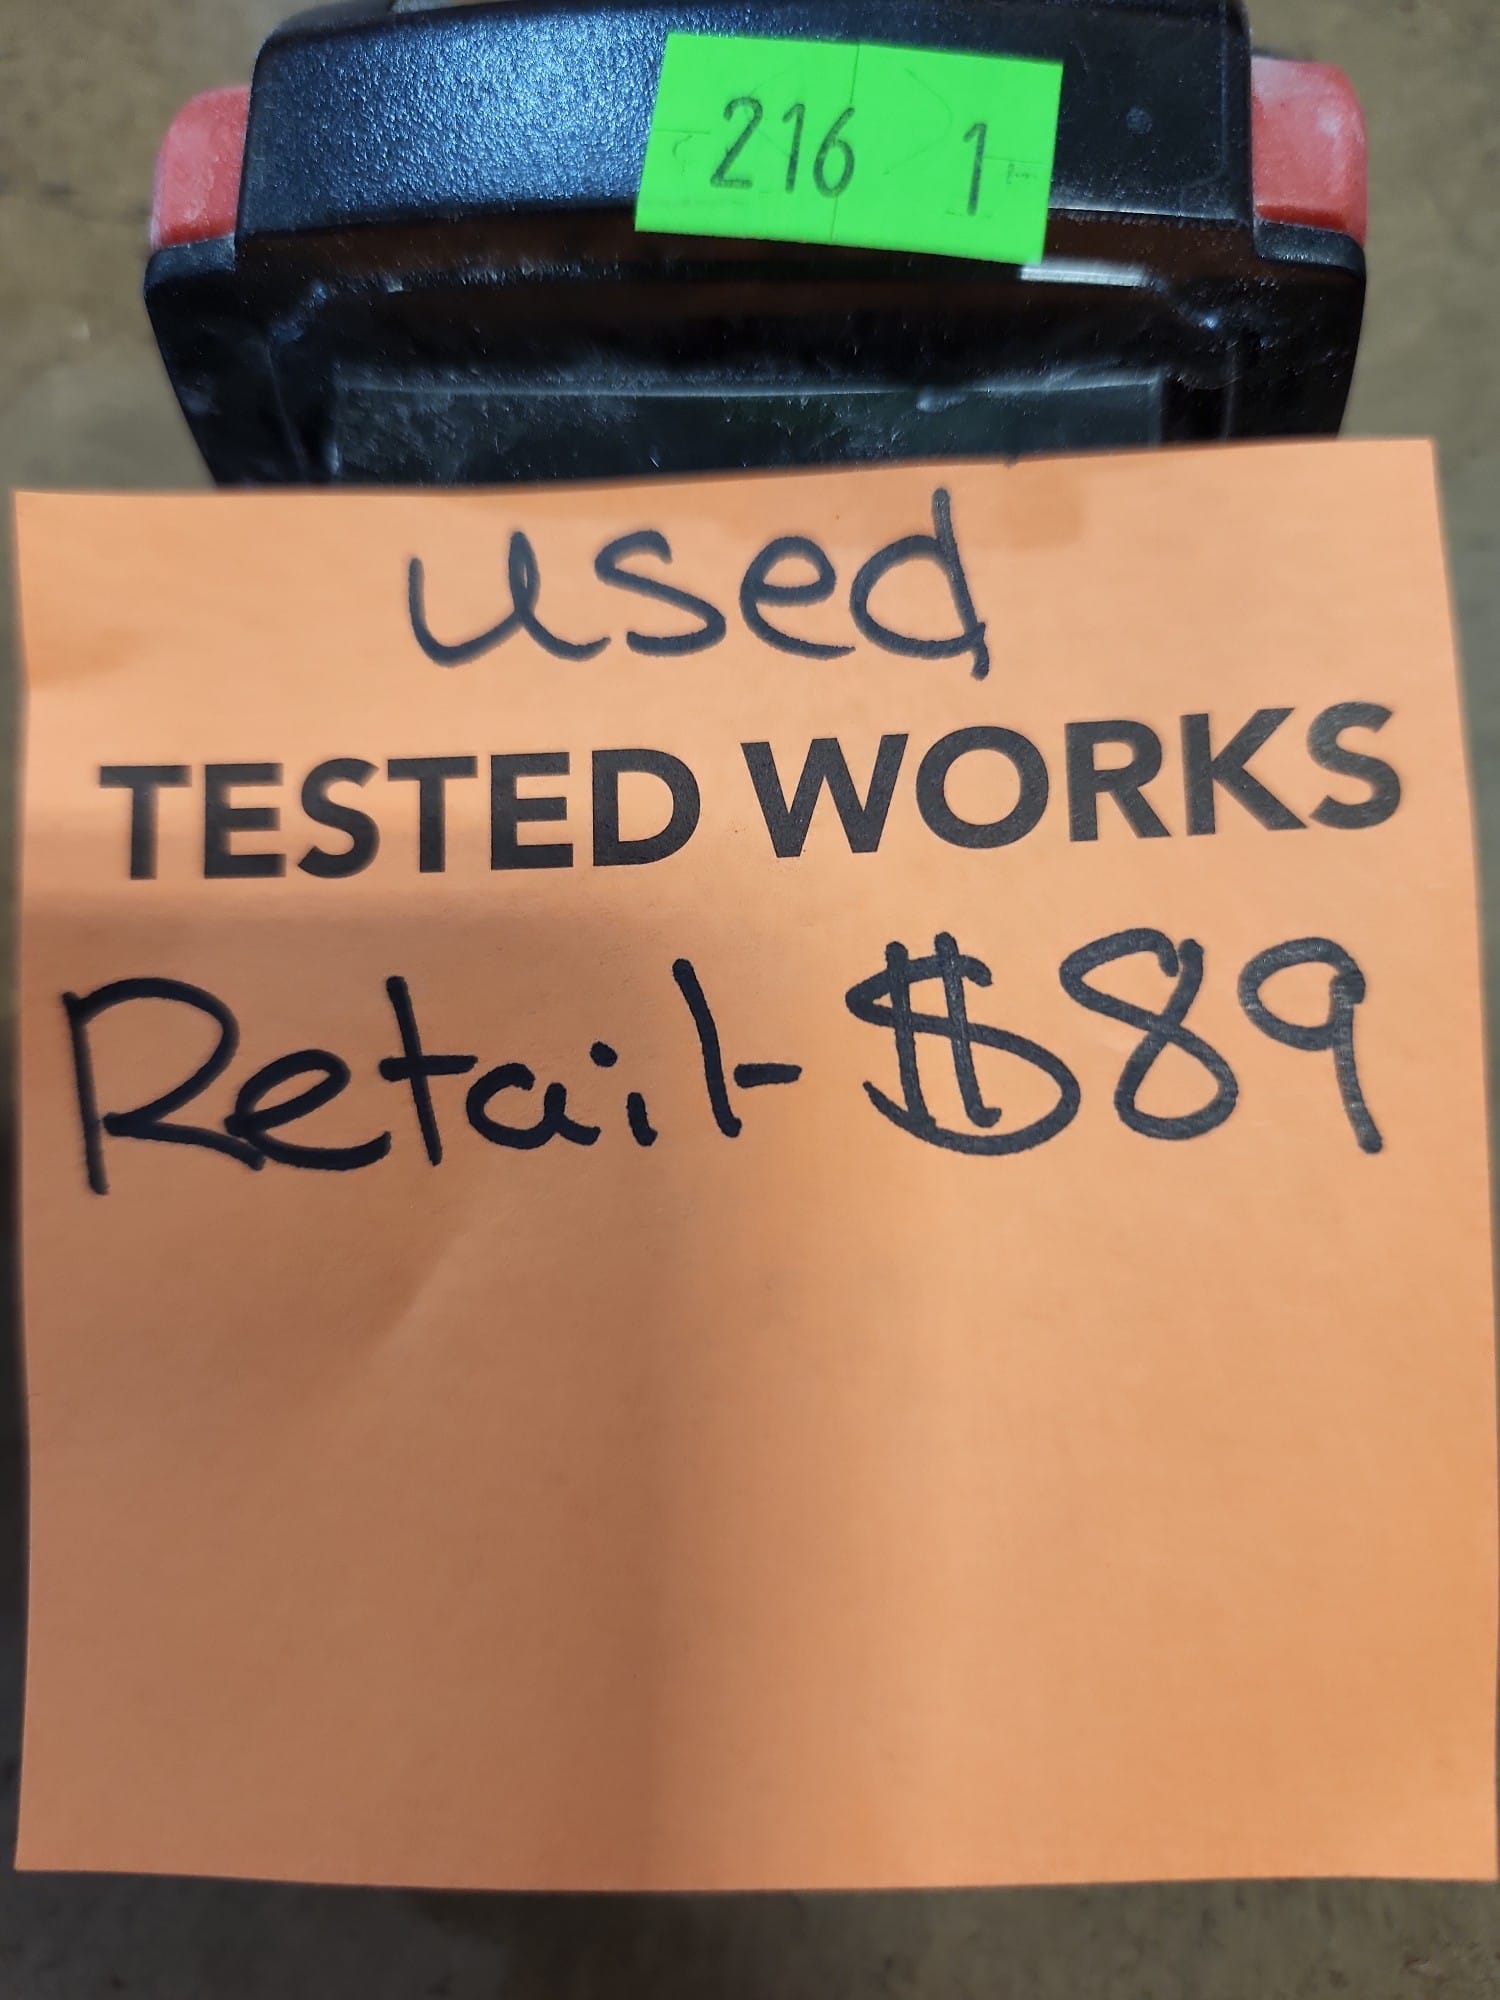 216 1
used
TESTED WORKS
Retail- $89